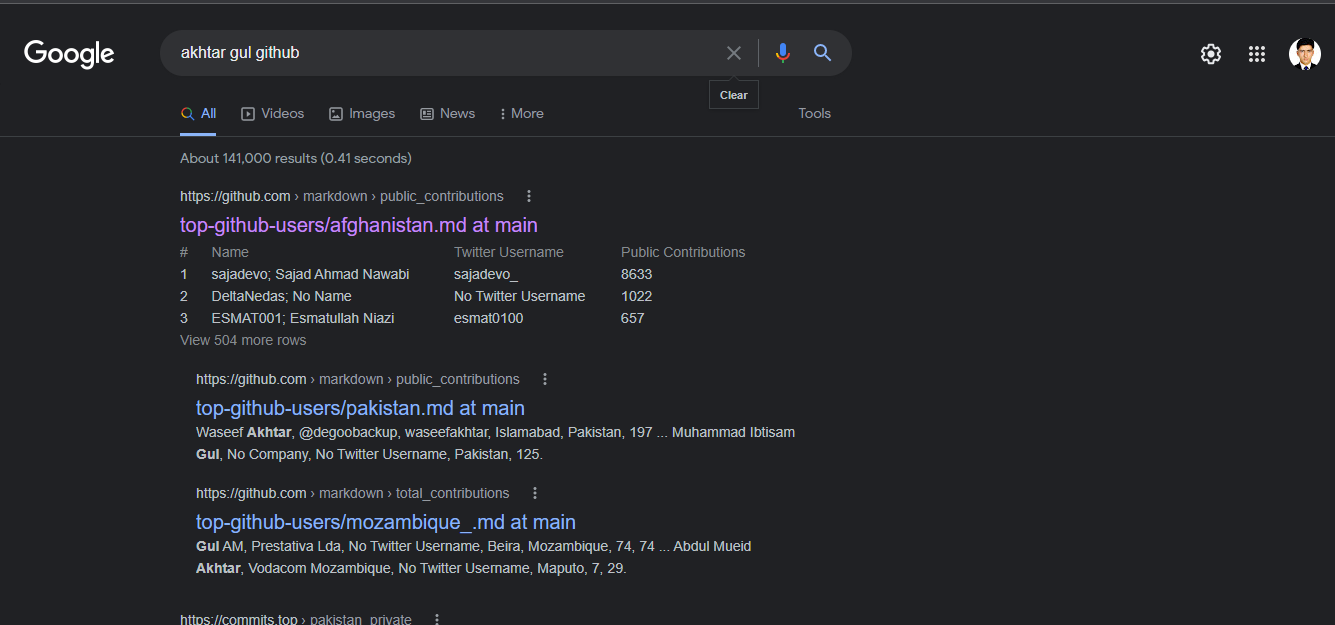 Google
akhtar gul github
Clear
All Videos Images News More Tools
About 141,000 results (0.41 seconds)
https://github.com › markdown › public_contributions
top-github-users/afghanistan.md at main
# Name Twitter Username Public Contributions
1 sajadevo; Sajad Ahmad Nawabi sajadevo_ 8633
2 DeltaNedas; No Name No Twitter Username 1022
3 ESMAT001; Esmatullah Niazi esmat0100 657
View 504 more rows
https://github.com › markdown › public_contributions
top-github-users/pakistan.md at main
Waseef Akhtar, @degoobackup, waseefakhtar, Islamabad, Pakistan, 197 ... Muhammad Ibtisam
Gul, No Company, No Twitter Username, Pakistan, 125.
https://github.com › markdown › total_contributions
top-github-users/mozambique_.md at main
Gul AM, Prestativa Lda, No Twitter Username, Beira, Mozambique, 74, 74 ... Abdul Mueid
Akhtar, Vodacom Mozambique, No Twitter Username, Maputo, 7, 29.
https://commits.top › pakistan_private